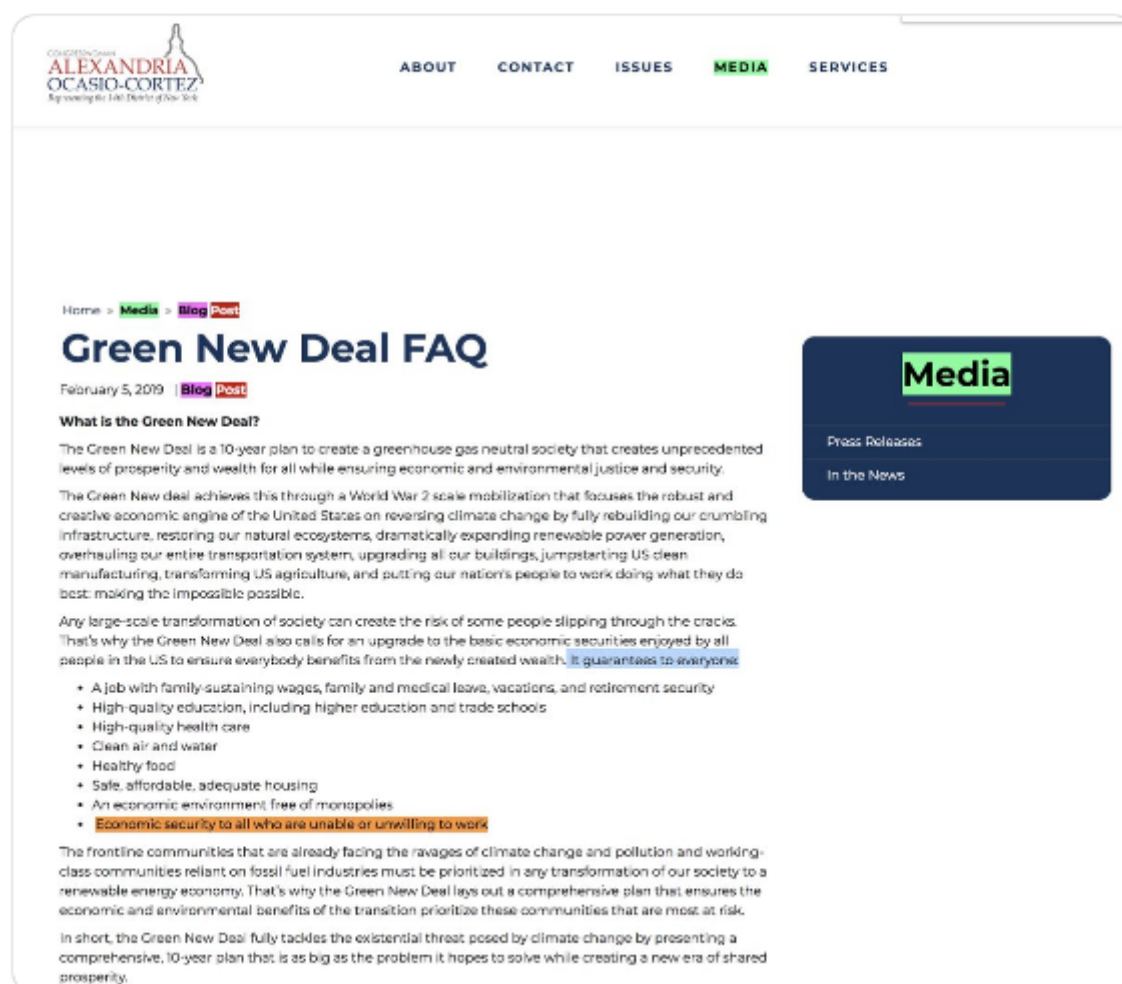 CONGRESSWOMAN
ALEXANDRIA
OCASIO-CORTEZ
Representing the 14th District of New York
ABOUT CONTACT ISSUES MEDIA SERVICES
Home » Media » Blog Post
Green New Deal FAQ
February 5, 2019 | Blog Post
What is the Green New Deal?
The Green New Deal is a 10-year plan to create a greenhouse gas neutral society that creates unprecedented
levels of prosperity and wealth for all while ensuring economic and environmental justice and security.
The Green New deal achieves this through a World War 2 scale mobilization that focuses the robust and
creative economic engine of the United States on reversing climate change by fully rebuilding our crumbling
infrastructure, restoring our natural ecosystems, dramatically expanding renewable power generation,
overhauling our entire transportation system, upgrading all our buildings, jumpstarting US clean
manufacturing, transforming US agriculture, and putting our nation's people to work doing what they do
best: making the impossible possible.
Any large-scale transformation of society can create the risk of some people slipping through the cracks.
That's why the Green New Deal also calls for an upgrade to the basic economic securities enjoyed by all
people in the US to ensure everybody benefits from the newly created wealth. It guarantees to everyone:
• A job with family-sustaining wages, family and medical leave, vacations, and retirement security
• High-quality education, including higher education and trade schools
• High-quality health care
• Clean air and water
• Healthy food
• Safe, affordable, adequate housing
• An economic environment free of monopolies
• Economic security to all who are unable or unwilling to work
The frontline communities that are already facing the ravages of climate change and pollution and working-
class communities reliant on fossil fuel industries must be prioritized in any transformation of our society to a
renewable energy economy. That's why the Green New Deal lays out a comprehensive plan that ensures the
economic and environmental benefits of the transition prioritize these communities that are most at risk.
In short, the Green New Deal fully tackles the existential threat posed by climate change by presenting a
comprehensive, 10-year plan that is as big as the problem it hopes to solve while creating a new era of shared
prosperity.
Media
Press Releases
In the News